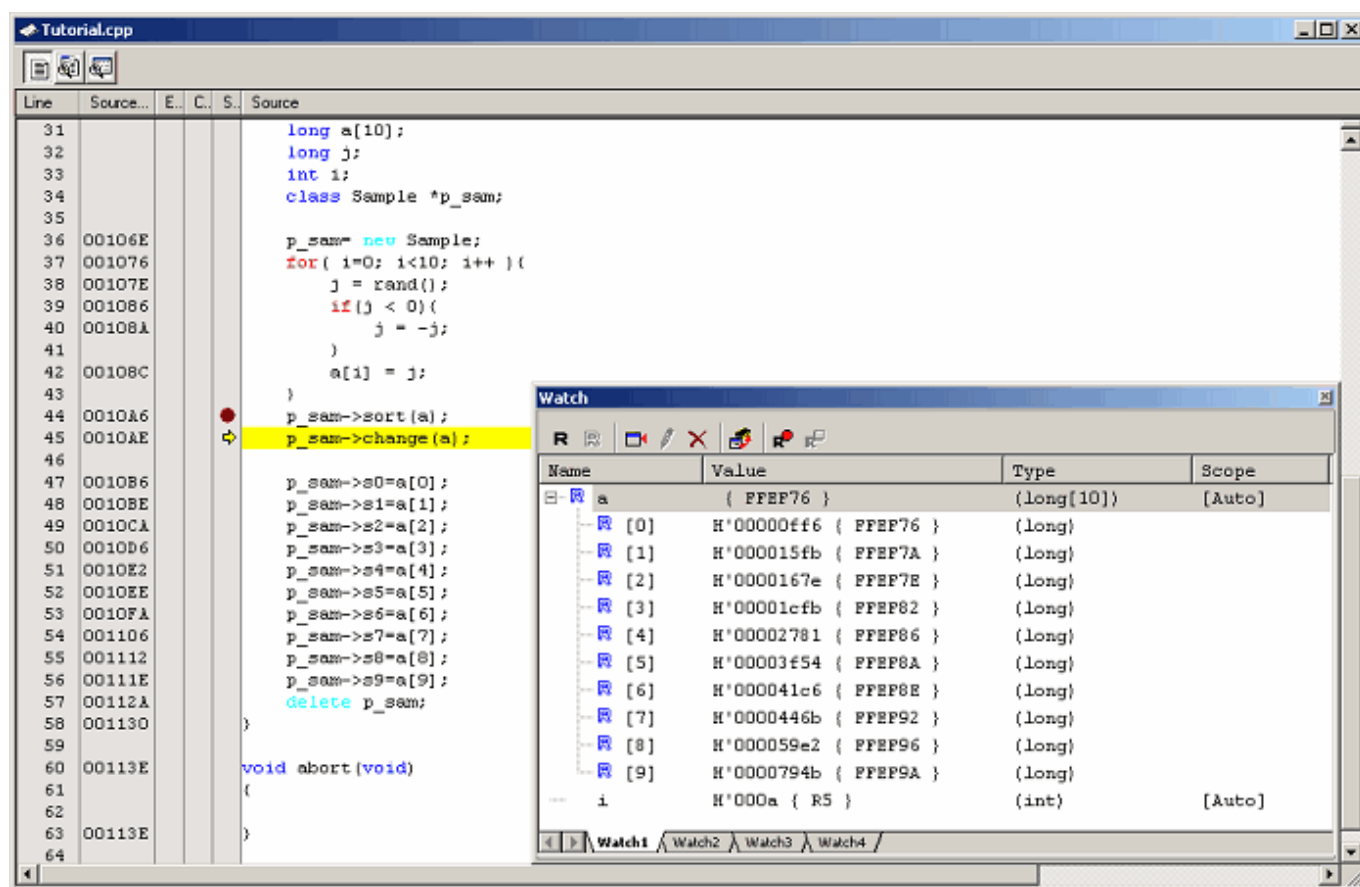 Tutorial.cpp
Line Source... E.. C.. S.. Source
31 long a[10];
32 long j;
33 int i;
34 class Sample *p_sam;
35
36 00106E p_sam= new Sample;
37 001076 for( i=0; i<10; i++ ){
38 00107E j = rand();
39 001086 if(j < 0){
40 00108A j = -j;
41 }
42 00108C a[i] = j;
43 }
44 0010A6 p_sam->sort(a);
45 0010AE p_sam->change(a);
46
47 0010B6 p_sam->s0=a[0];
48 0010BE p_sam->s1=a[1];
49 0010CA p_sam->s2=a[2];
50 0010D6 p_sam->s3=a[3];
51 0010E2 p_sam->s4=a[4];
52 0010EE p_sam->s5=a[5];
53 0010FA p_sam->s6=a[6];
54 001106 p_sam->s7=a[7];
55 001112 p_sam->s8=a[8];
56 00111E p_sam->s9=a[9];
57 00112A delete p_sam;
58 001130 }
59
60 00113E void abort(void)
61 {
62
63 00113E }
64
Watch
R R
Name Value Type Scope
R a { FFEF76 } (long[10]) [Auto]
R [0] H'00000ff6 { FFEF76 } (long)
R [1] H'000015fb { FFEF7A } (long)
R [2] H'0000167e { FFEF7E } (long)
R [3] H'00001cfb { FFEF82 } (long)
R [4] H'00002781 { FFEF86 } (long)
R [5] H'00003f54 { FFEF8A } (long)
R [6] H'000041c6 { FFEF8E } (long)
R [7] H'0000446b { FFEF92 } (long)
R [8] H'000059e2 { FFEF96 } (long)
R [9] H'0000794b { FFEF9A } (long)
i H'000a { R5 } (int) [Auto]
Watch1 Watch2 Watch3 Watch4